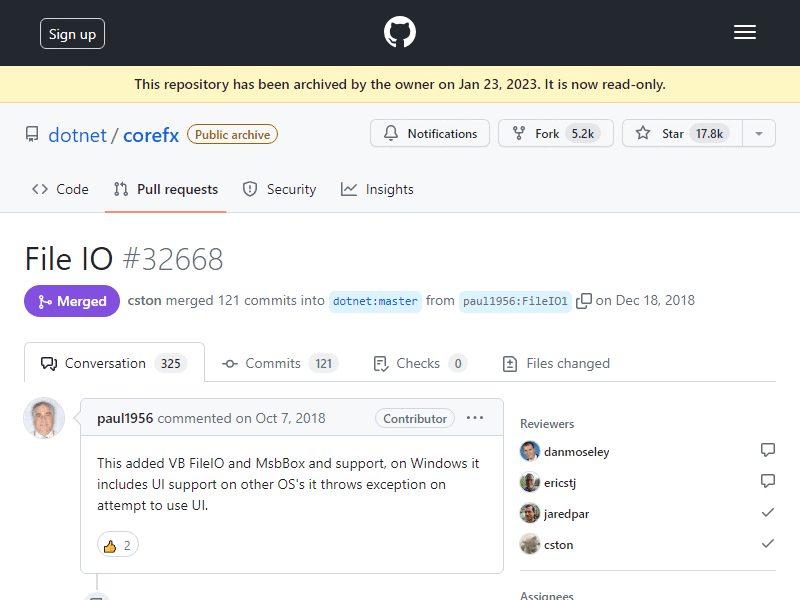 Sign up
This repository has been archived by the owner on Jan 23, 2023. It is now read-only.
dotnet / corefx Public archive Notifications Fork 5.2k Star 17.8k
Code Pull requests Security Insights
File IO #32668
Merged cston merged 121 commits into dotnet:master from paul1956:FileIO1 on Dec 18, 2018
Conversation 325 Commits 121 Checks 0 Files changed
paul1956 commented on Oct 7, 2018 Contributor
This added VB FileIO and MsbBox and support, on Windows it
includes UI support on other OS's it throws exception on
attempt to use UI.
2
Reviewers
danmoseley
ericstj
jaredpar
cston
Assignees